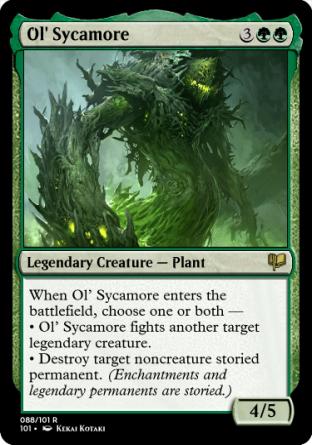 Ol' Sycamore 3
Legendary Creature — Plant
When Ol' Sycamore enters the
battlefield, choose one or both —
• Ol' Sycamore fights another target
legendary creature.
• Destroy target noncreature storied
permanent. (Enchantments and
legendary permanents are storied.)
4/5
088/101 R
101 • Kekai Kotaki